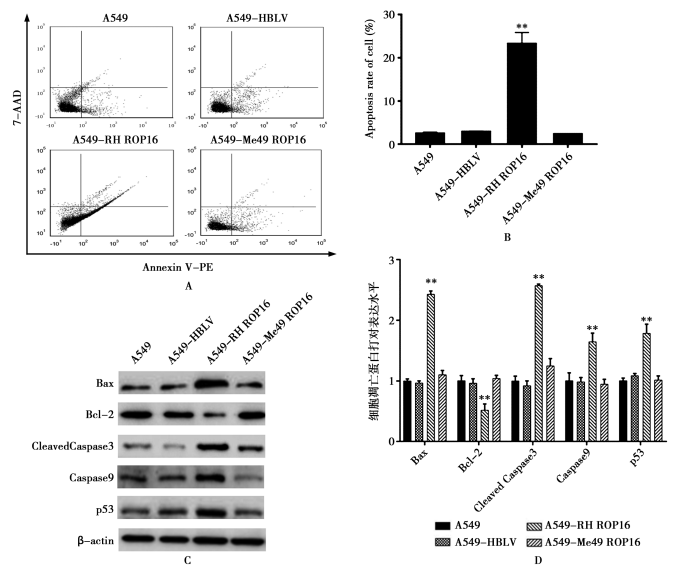 A549
A549-HBLV
A549-RH ROP16
A549-Me49 ROP16
7-AAD
Annexin V-PE
A
Apoptosis rate of cell (%)
30
20
10
0
**
A549
A549-HBLV
A549-RH ROP16
A549-Me49 ROP16
B
A549
A549-HBLV
A549-RH ROP16
A549-Me49 ROP16
Bax
Bcl-2
CleavedCaspase3
Caspase9
p53
β-actin
C
细胞凋亡蛋白打对表达水平
4
3
2
1
0
**
**
**
**
**
Bax
Bcl-2
Cleaved Caspase3
Caspase9
p53
A549
A549-RH ROP16
A549-HBLV
A549-Me49 ROP16
D